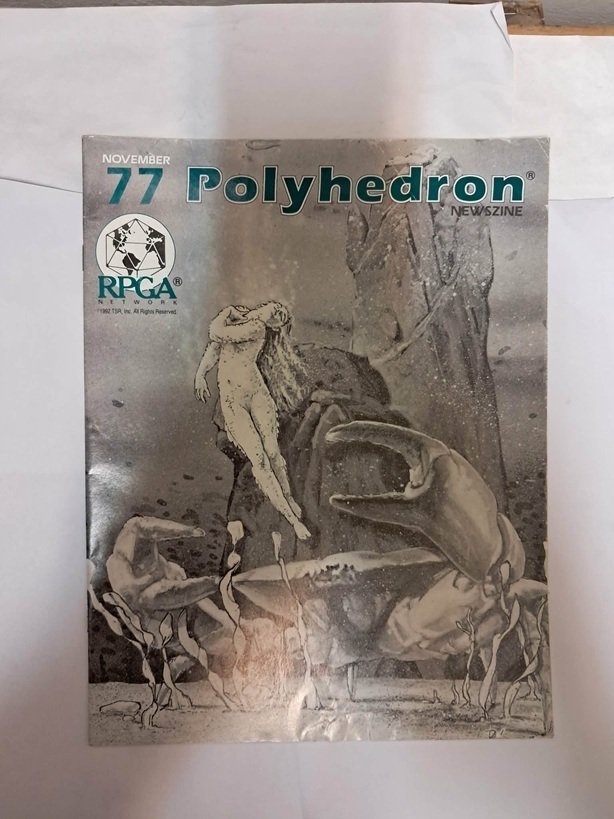 NOVEMBER
77 Polyhedron®
NEWSZINE
RPGA®
NETWORK
©1992 TSR, Inc. All Rights Reserved.